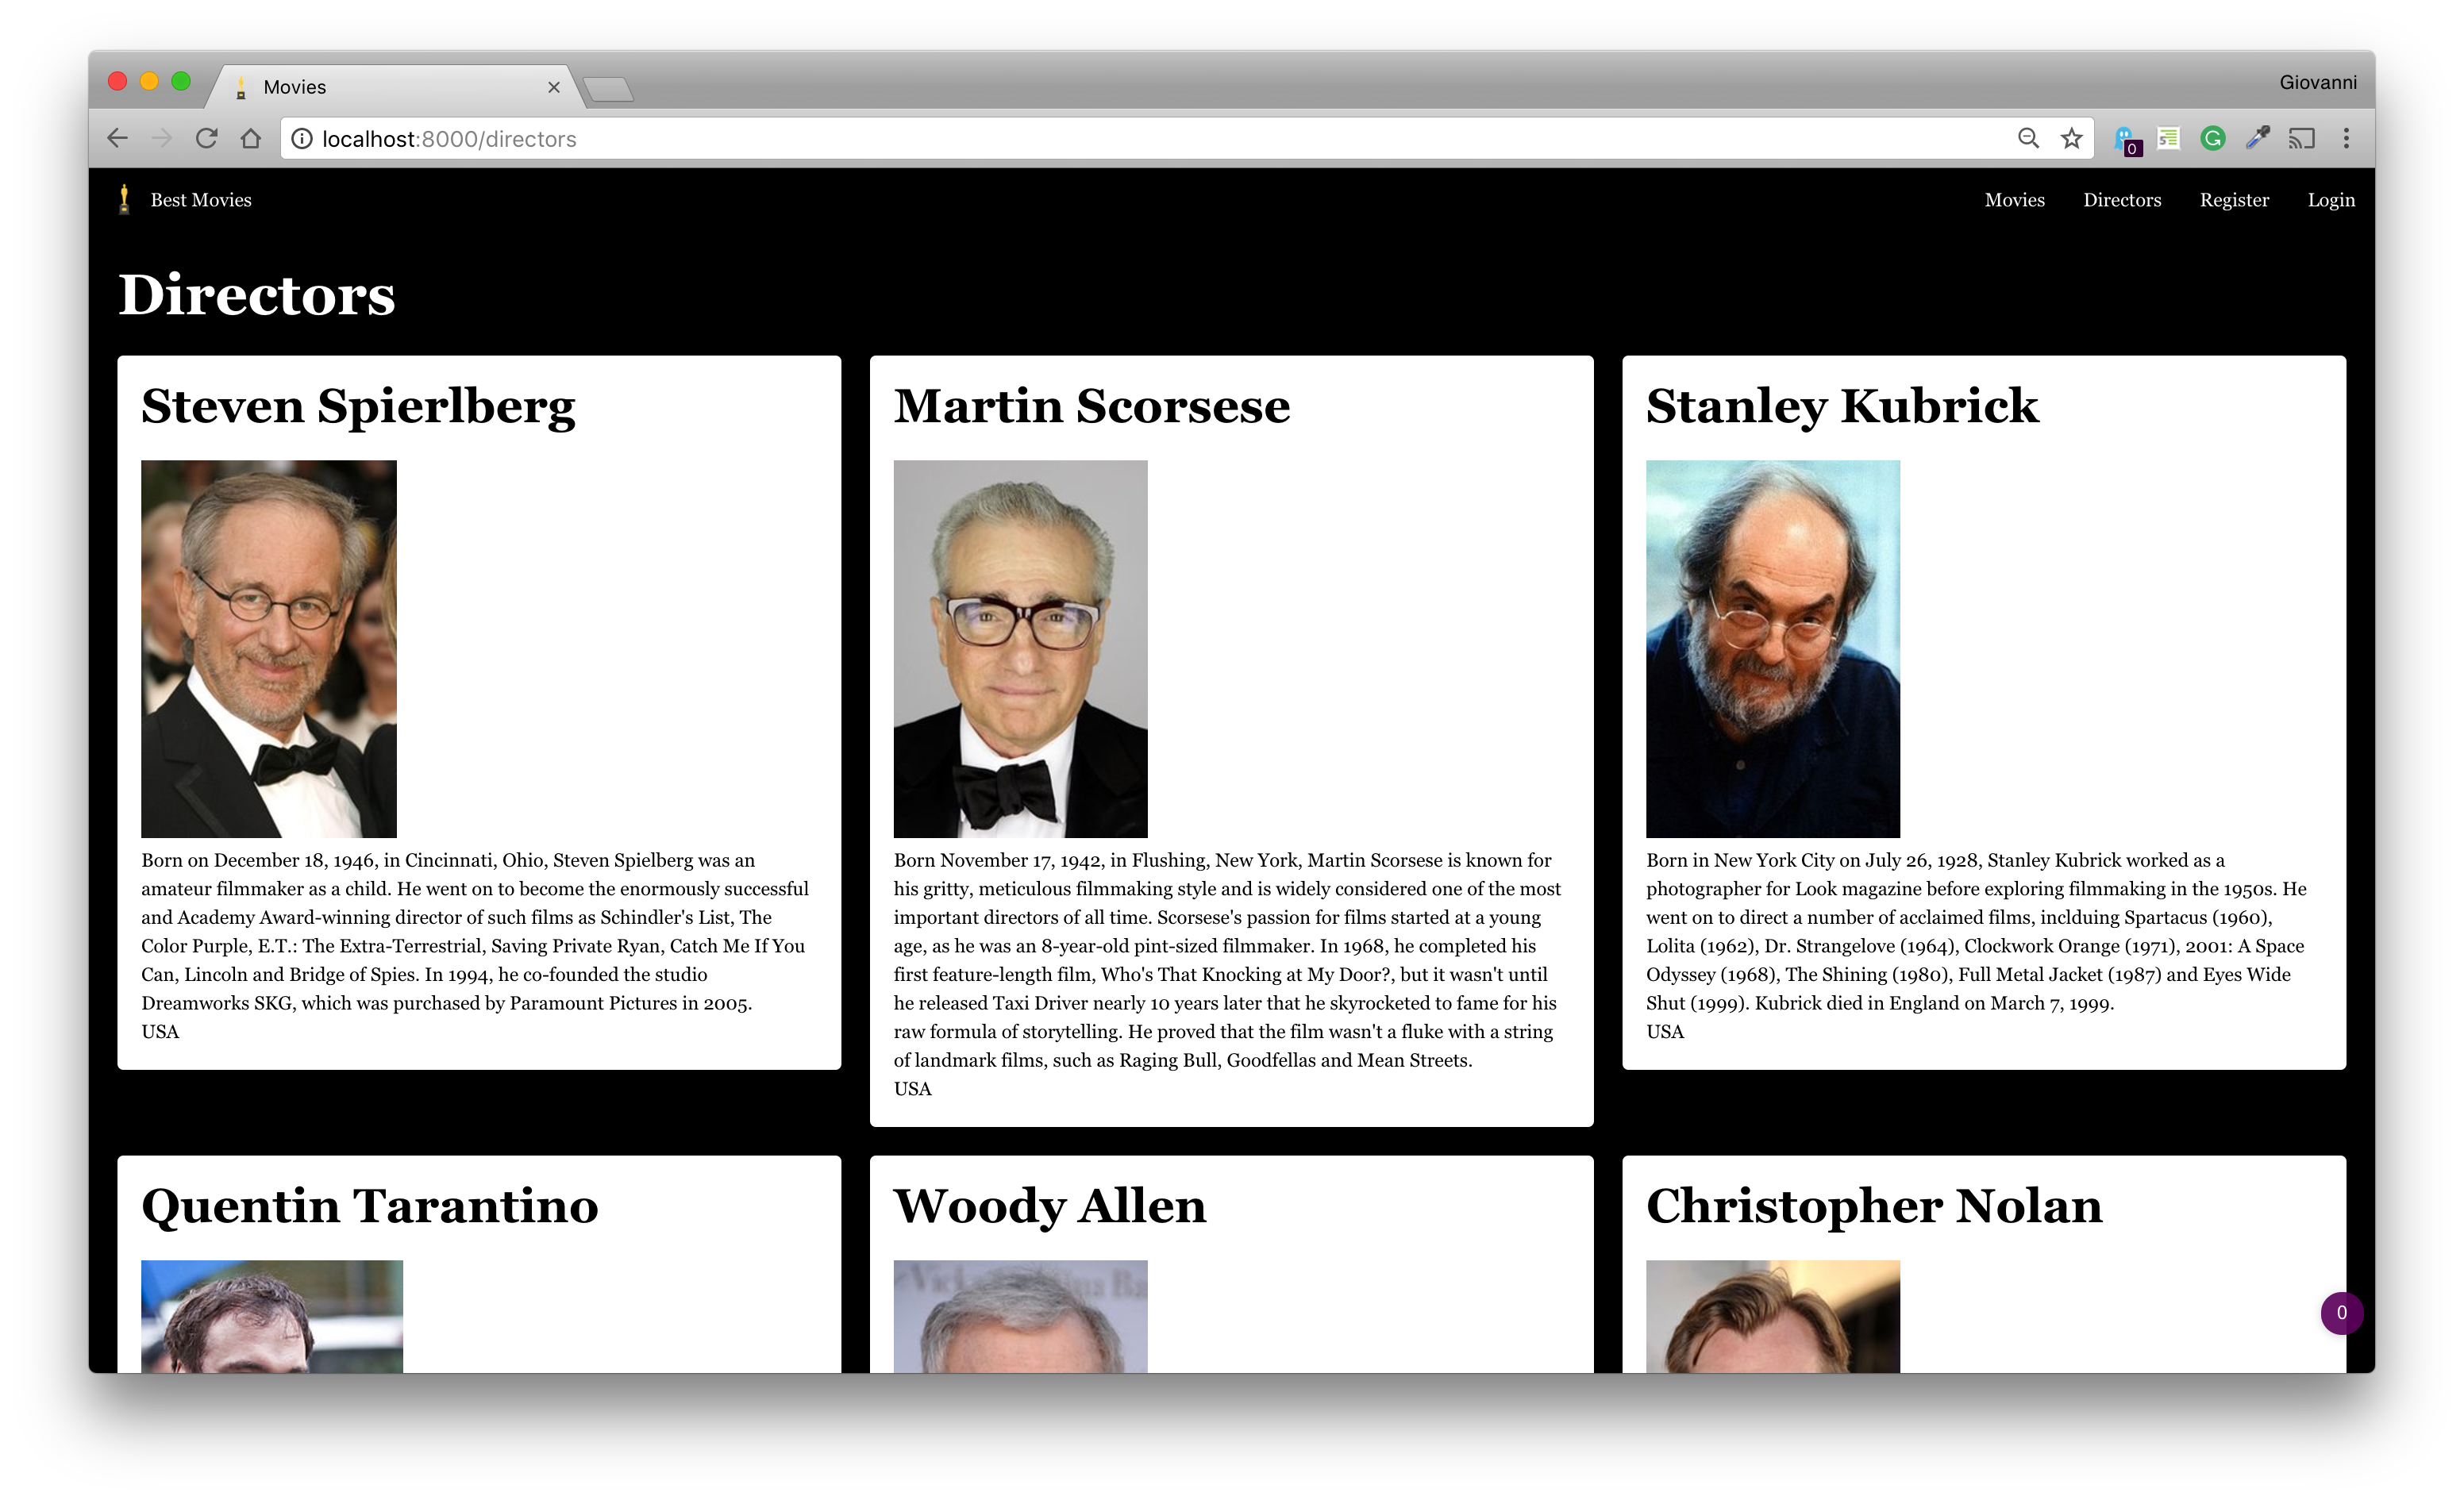 Movies
Giovanni
localhost:8000/directors
0
Best Movies
Movies Directors Register Login
Directors
Steven Spierlberg
Born on December 18, 1946, in Cincinnati, Ohio, Steven Spielberg was an
amateur filmmaker as a child. He went on to become the enormously successful
and Academy Award-winning director of such films as Schindler's List, The
Color Purple, E.T.: The Extra-Terrestrial, Saving Private Ryan, Catch Me If You
Can, Lincoln and Bridge of Spies. In 1994, he co-founded the studio
Dreamworks SKG, which was purchased by Paramount Pictures in 2005.
USA
Martin Scorsese
Born November 17, 1942, in Flushing, New York, Martin Scorsese is known for
his gritty, meticulous filmmaking style and is widely considered one of the most
important directors of all time. Scorsese's passion for films started at a young
age, as he was an 8-year-old pint-sized filmmaker. In 1968, he completed his
first feature-length film, Who's That Knocking at My Door?, but it wasn't until
he released Taxi Driver nearly 10 years later that he skyrocketed to fame for his
raw formula of storytelling. He proved that the film wasn't a fluke with a string
of landmark films, such as Raging Bull, Goodfellas and Mean Streets.
USA
Stanley Kubrick
Born in New York City on July 26, 1928, Stanley Kubrick worked as a
photographer for Look magazine before exploring filmmaking in the 1950s. He
went on to direct a number of acclaimed films, inclduing Spartacus (1960),
Lolita (1962), Dr. Strangelove (1964), Clockwork Orange (1971), 2001: A Space
Odyssey (1968), The Shining (1980), Full Metal Jacket (1987) and Eyes Wide
Shut (1999). Kubrick died in England on March 7, 1999.
USA
Quentin Tarantino
Woody Allen
Christopher Nolan
0